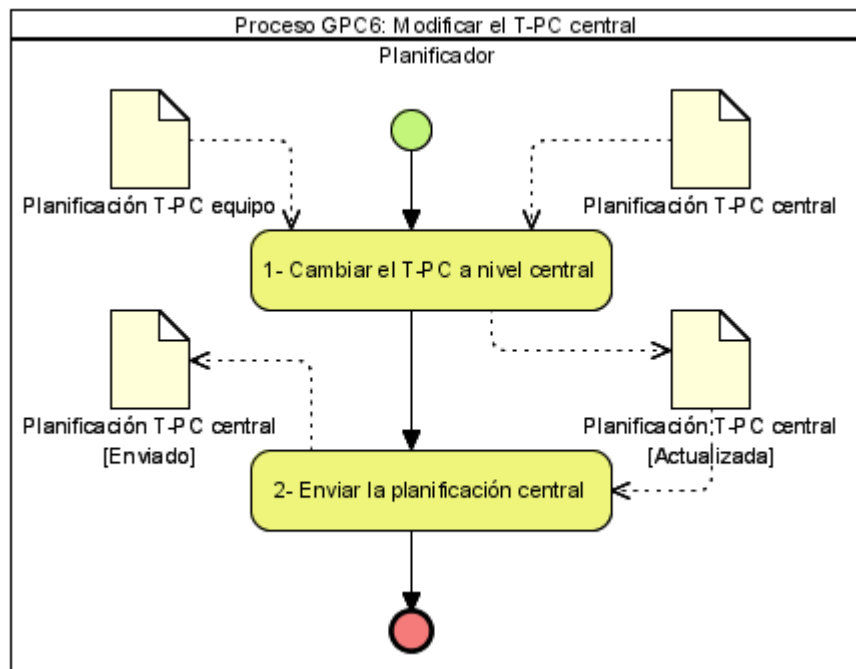 Proceso GPC6: Modificar el T-PC central
Planificador
Planificación T-PC equipo
Planificación T-PC central
1- Cambiar el T-PC a nivel central
Planificación T-PC central
[Enviado]
Planificación T-PC central
[Actualizada]
2- Enviar la planificación central